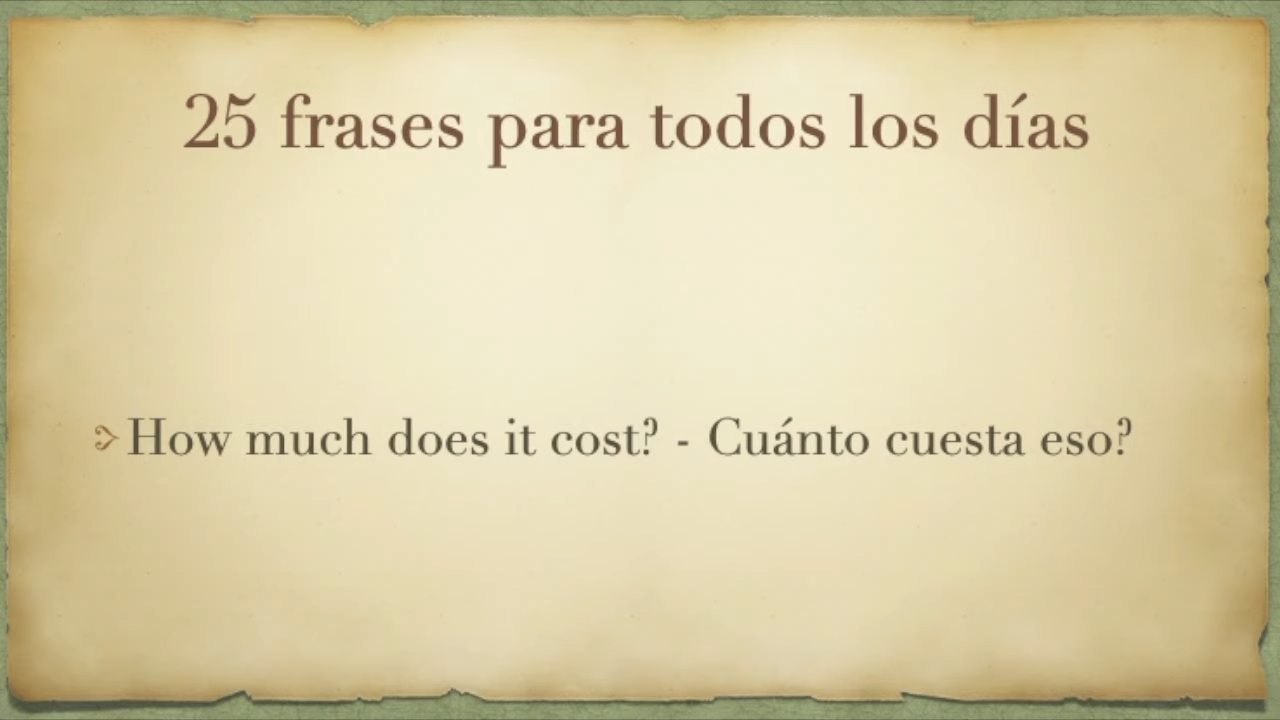 25 frases para todos los días
How much does it cost? - Cuánto cuesta eso?